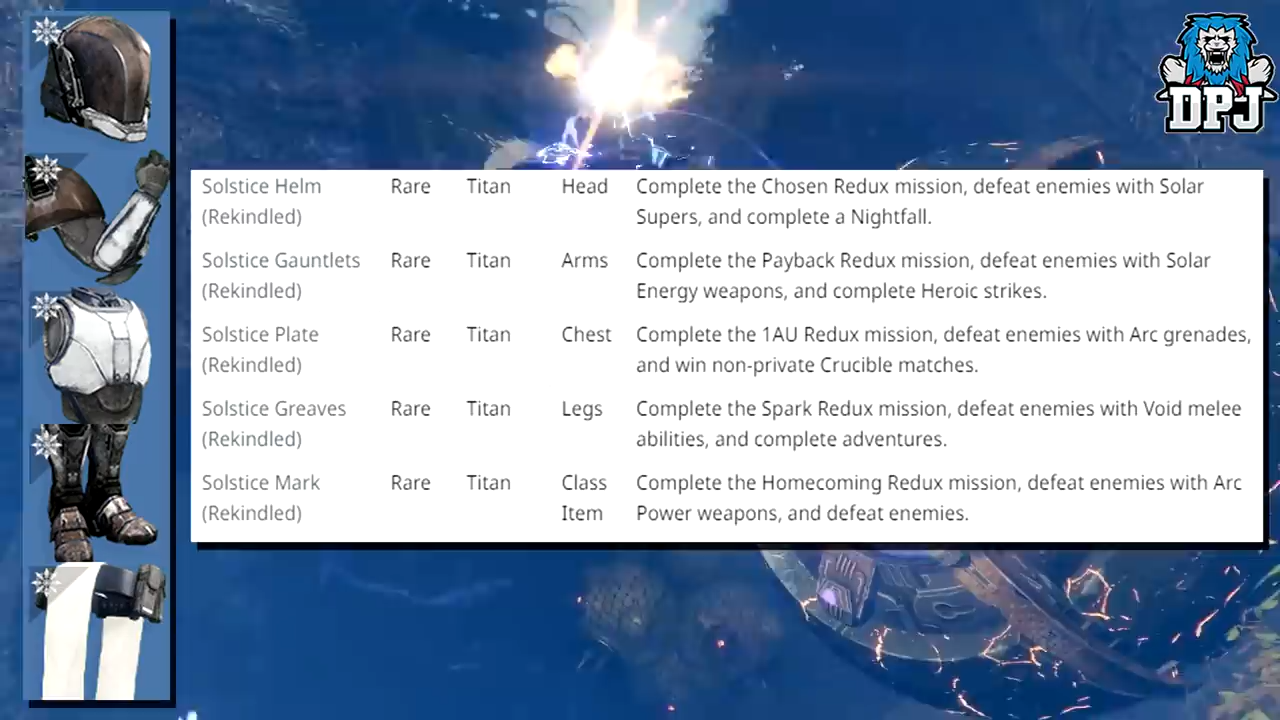 DPJ
Solstice Helm Rare Titan Head Complete the Chosen Redux mission, defeat enemies with Solar
(Rekindled) Supers, and complete a Nightfall.
Solstice Gauntlets Rare Titan Arms Complete the Payback Redux mission, defeat enemies with Solar
(Rekindled) Energy weapons, and complete Heroic strikes.
Solstice Plate Rare Titan Chest Complete the 1AU Redux mission, defeat enemies with Arc grenades,
(Rekindled) and win non-private Crucible matches.
Solstice Greaves Rare Titan Legs Complete the Spark Redux mission, defeat enemies with Void melee
(Rekindled) abilities, and complete adventures.
Solstice Mark Rare Titan Class Complete the Homecoming Redux mission, defeat enemies with Arc
(Rekindled) Item Power weapons, and defeat enemies.